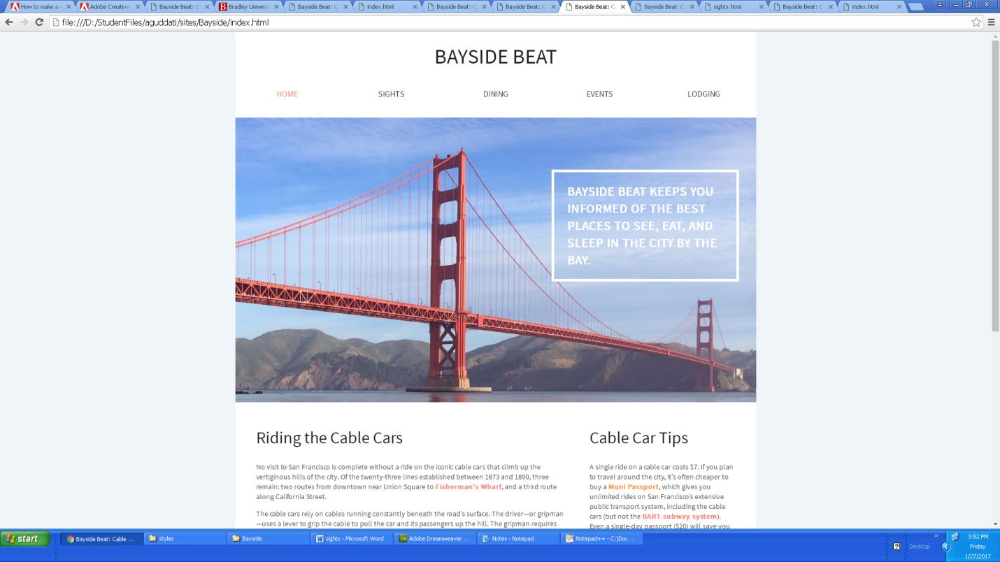 How to make a
Adobe Creative
Bayside Beat: C
Bradley Univers
Bayside Beat: C
index.html
Bayside Beat: C
Bayside Beat: C
Bayside Beat: C
Bayside Beat: C
sights.html
Bayside Beat: C
index.html
file:///D:/StudentFiles/aguddati/sites/Bayside/index.html
BAYSIDE BEAT
HOME SIGHTS DINING EVENTS LODGING
BAYSIDE BEAT KEEPS YOU
INFORMED OF THE BEST
PLACES TO SEE, EAT, AND
SLEEP IN THE CITY BY THE
BAY.
Riding the Cable Cars
No visit to San Francisco is complete without a ride on the iconic cable cars that climb up the
vertiginous hills of the city. Of the twenty-three lines established between 1873 and 1890, three
remain: two routes from downtown near Union Square to Fisherman's Wharf, and a third route
along California Street.
The cable cars rely on cables running constantly beneath the road's surface. The driver—or gripman
—uses a lever to grip the cable to pull the car and its passengers up the hill. The gripman requires
Cable Car Tips
A single ride on a cable car costs $7. If you plan
to travel around the city, it's often cheaper to
buy a Muni Passport, which gives you
unlimited rides on San Francisco's extensive
public transport system, including the cable
cars (but not the BART subway system).
Even a single-day passport ($20) will save you
start
Bayside Beat: Cable ...
styles
Bayside
sights - Microsoft Word
Adobe Dreamweaver ...
Notes - Notepad
Notepad++ - C:\Doc...
Desktop
3:52 PM
Friday
1/27/2017